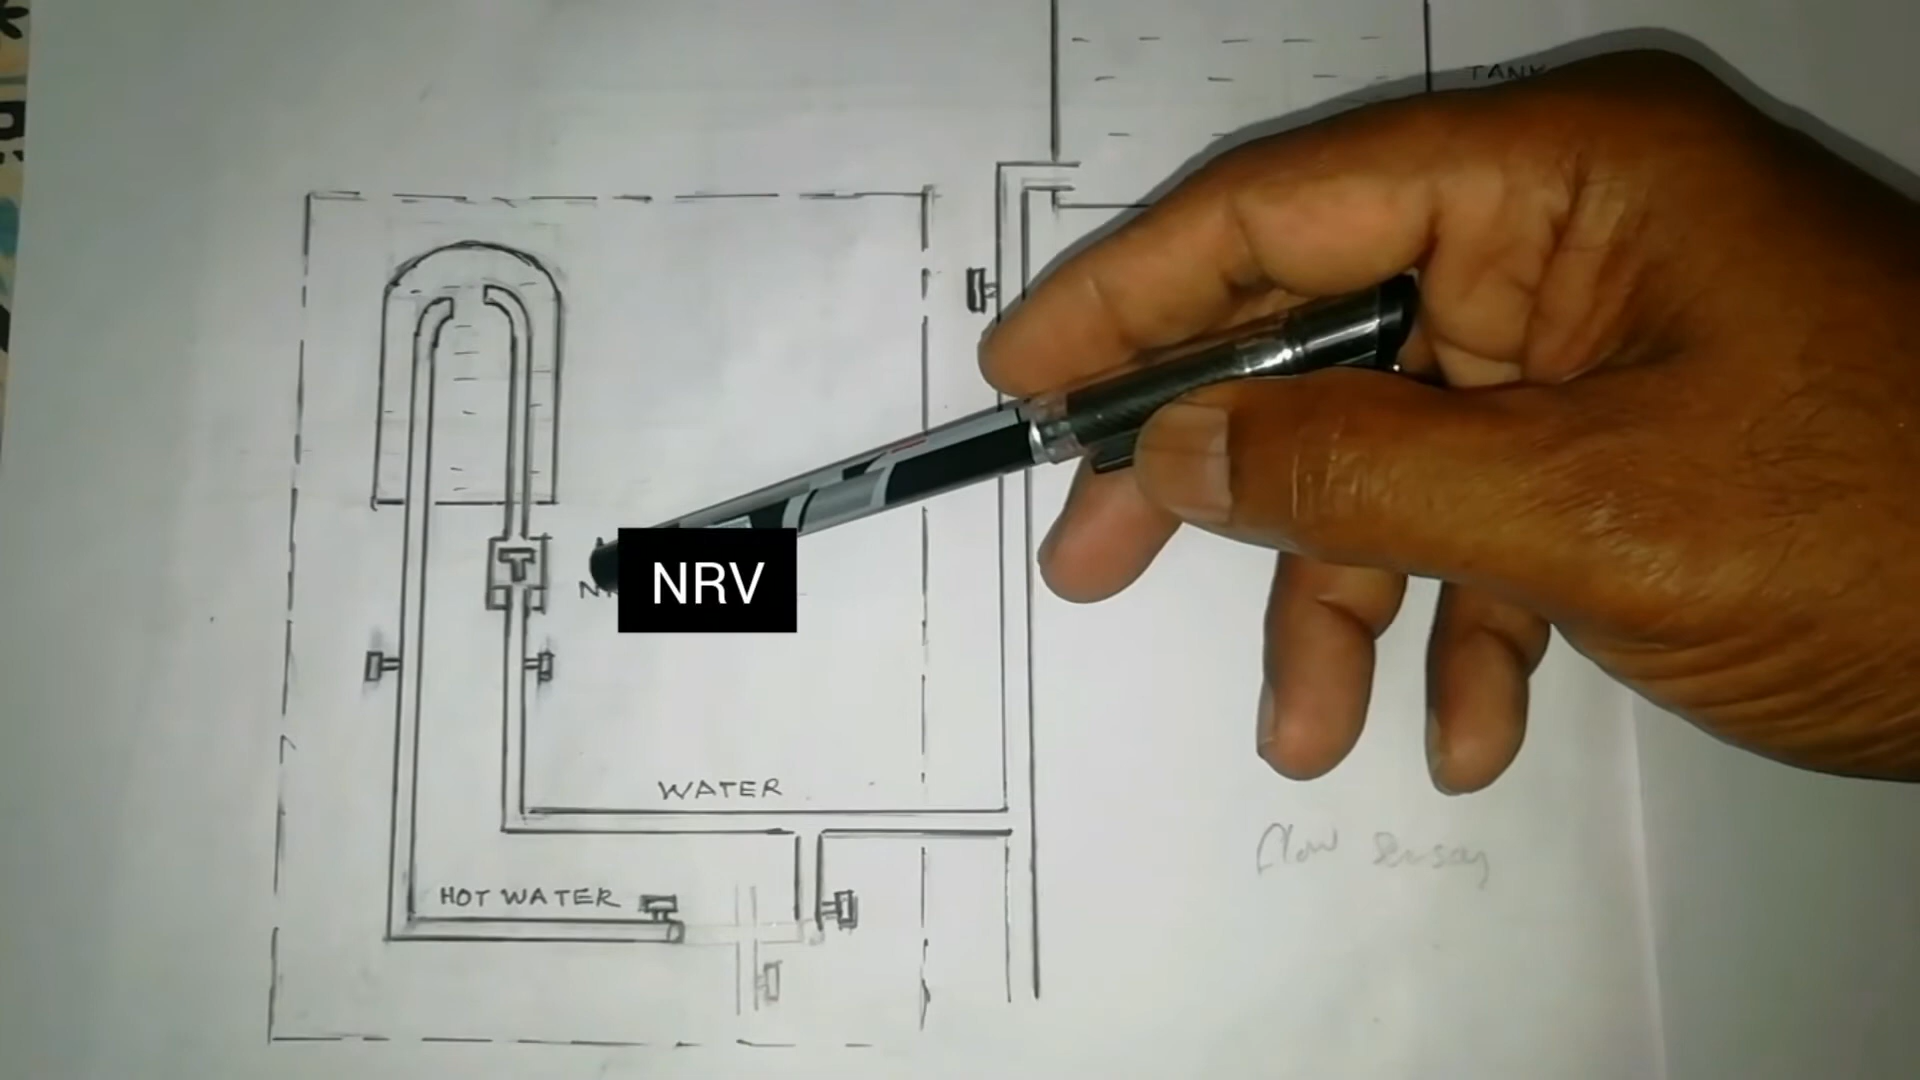 TANK
NRV
WATER
HOT WATER
flow sensor